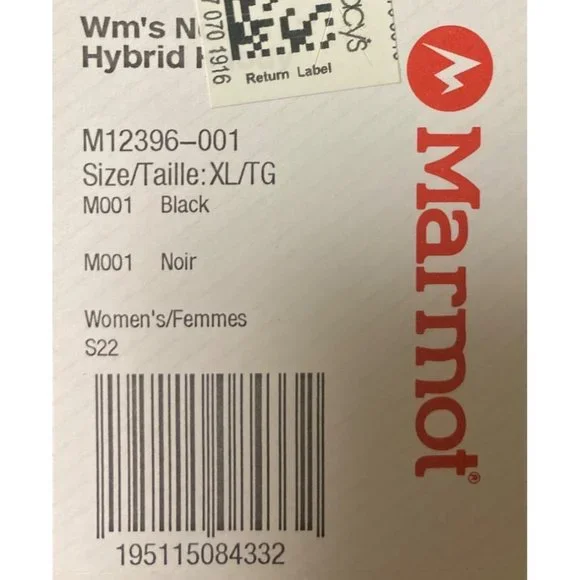 Wm's
Hybrid
070 1916
Return Label
M12396–001
Size/Taille: XL/TG
M001 Black
M001 Noir
Women's/Femmes
S22
195115084332
Marmot®